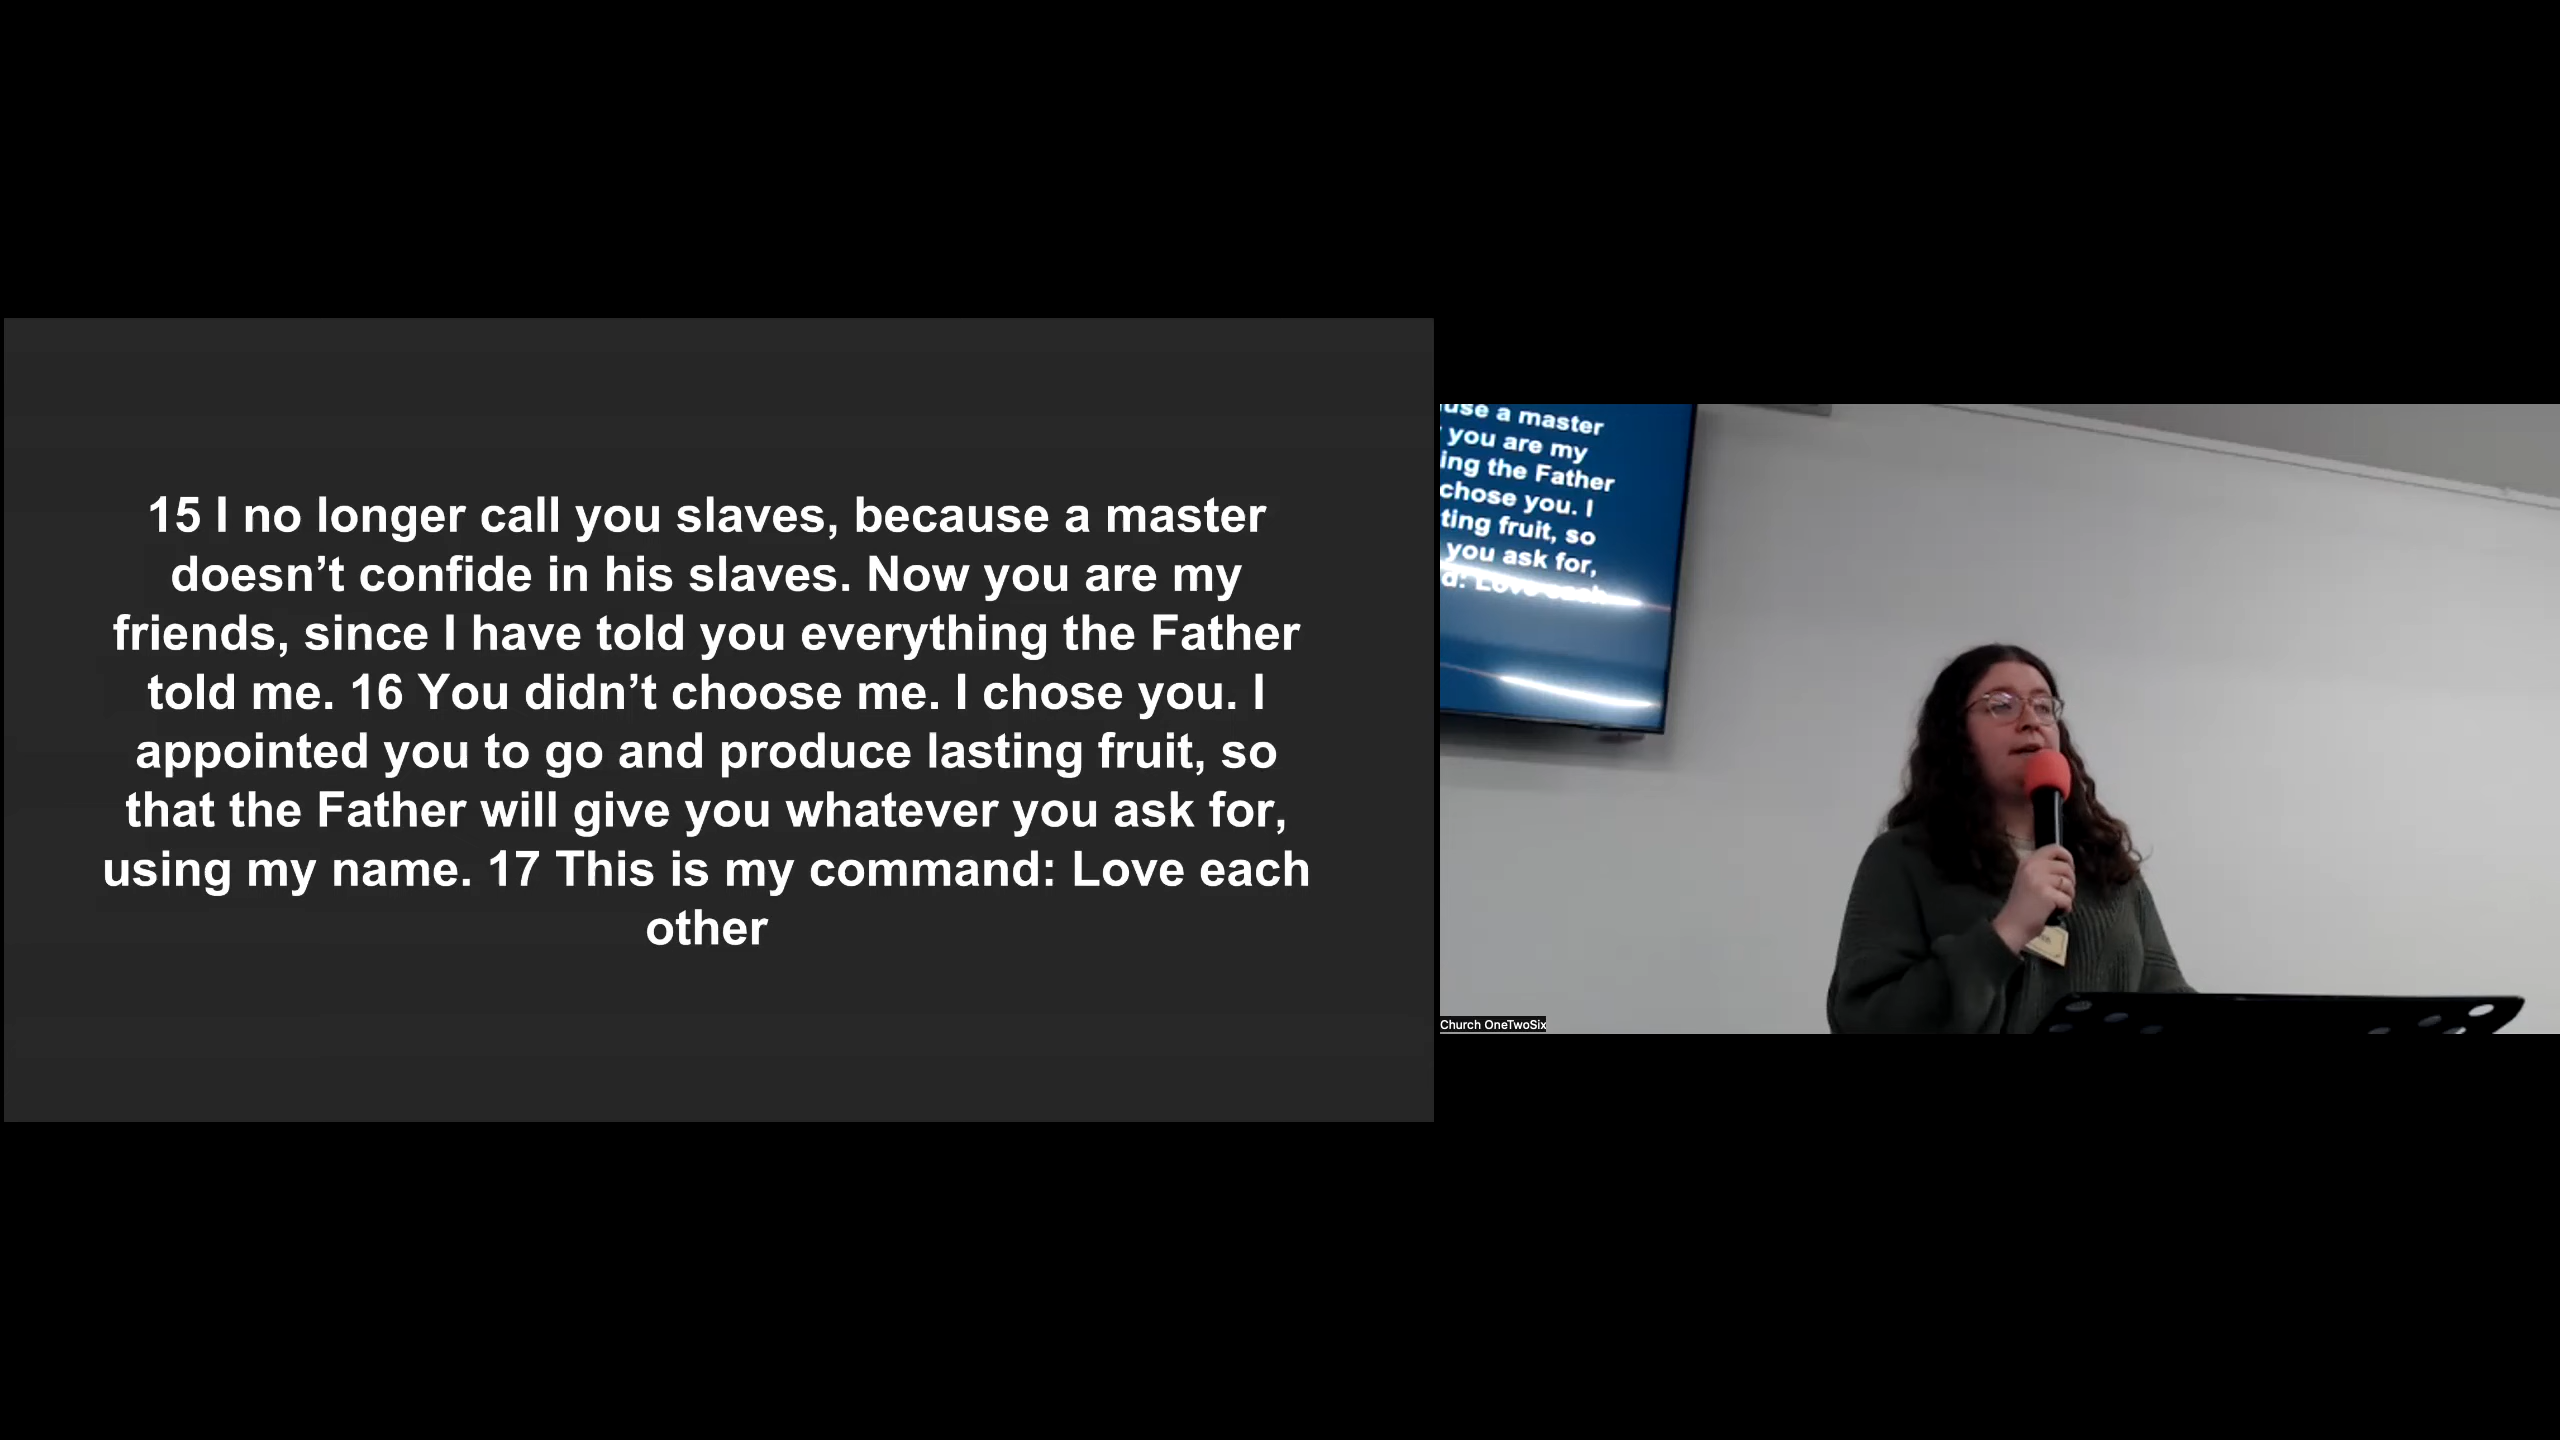 15 I no longer call you slaves, because a master
doesn’t confide in his slaves. Now you are my
friends, since I have told you everything the Father
told me. 16 You didn’t choose me. I chose you. I
appointed you to go and produce lasting fruit, so
that the Father will give you whatever you ask for,
using my name. 17 This is my command: Love each
other
use a master
you are my
ing the Father
chose you. I
ting fruit, so
you ask for,
d: Love each
Church OneTwoSix